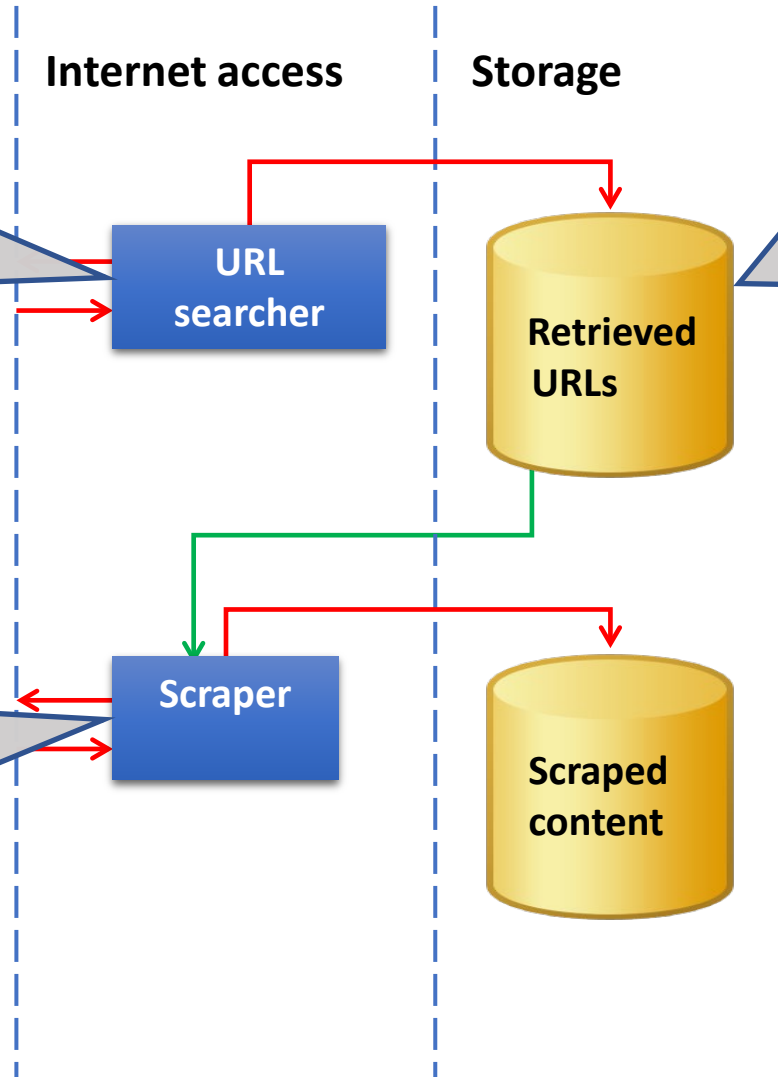 Internet access
Storage
URL
searcher
Retrieved
URLs
Scraper
Scraped
content